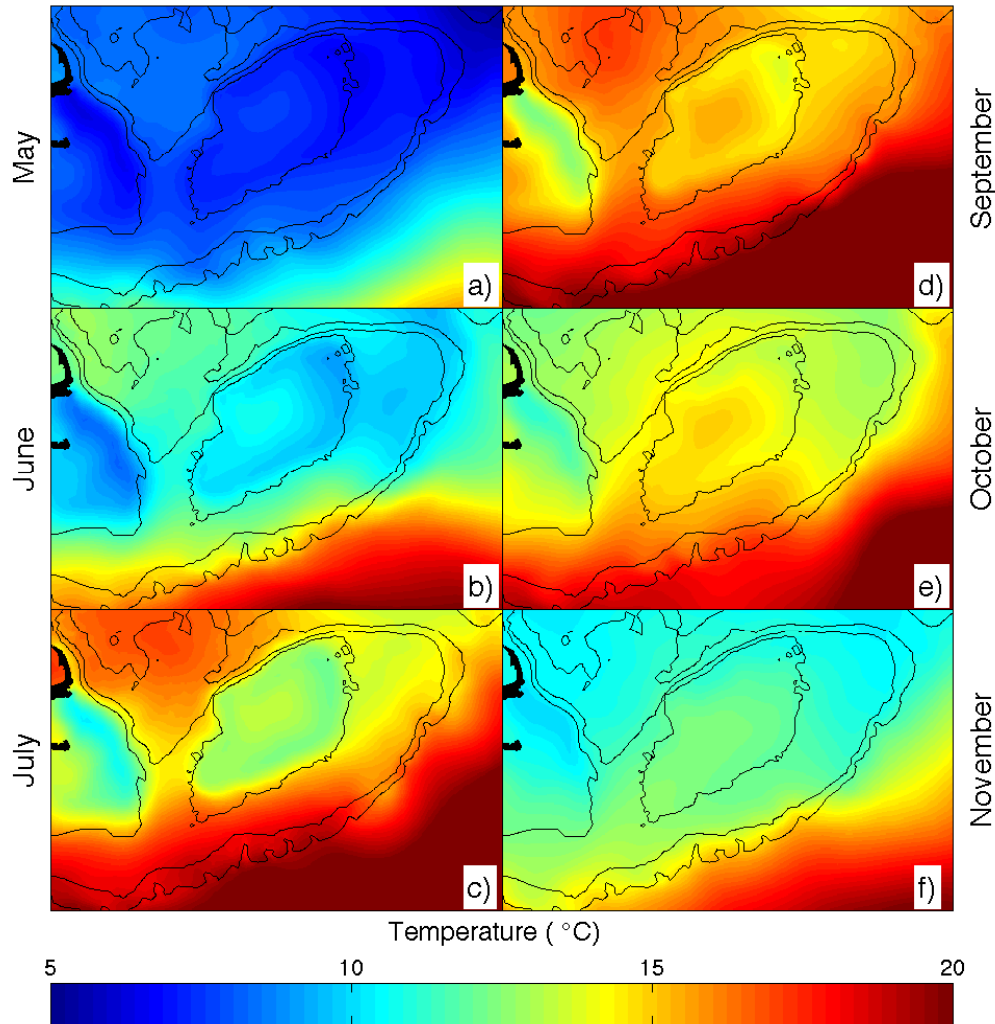 May
a)
September
d)
June
b)
October
e)
July
c)
November
f)
Temperature ( °C)
5 10 15 20